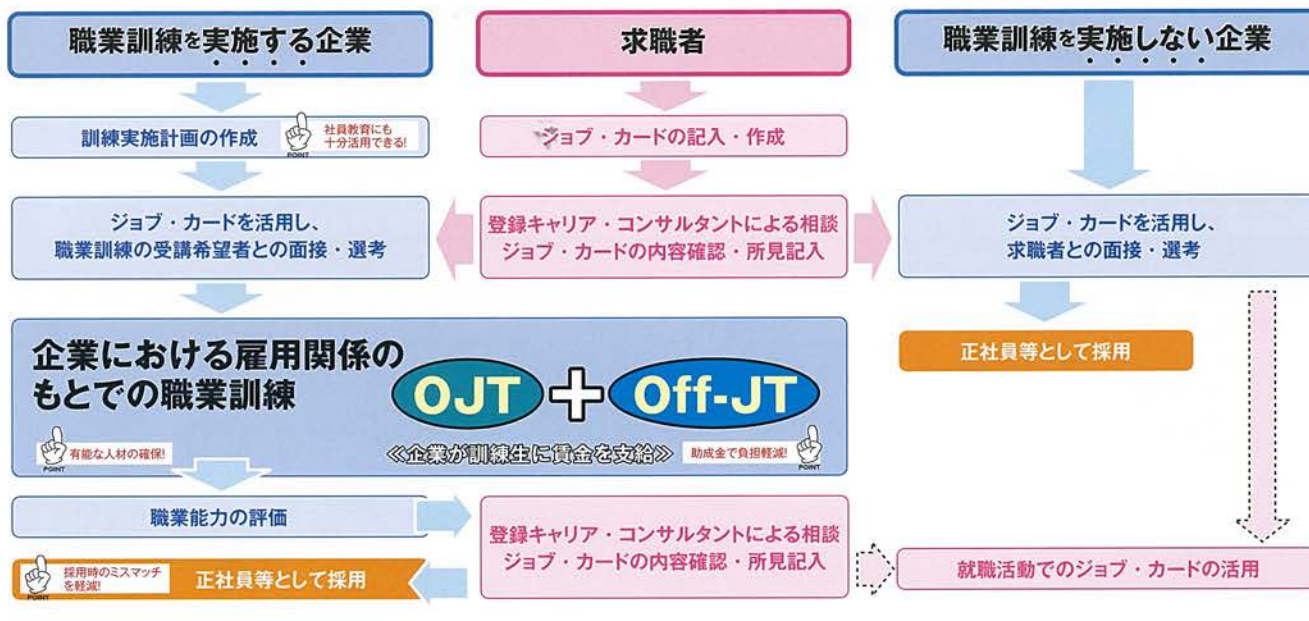 職業訓練を実施する企業
求職者
職業訓練を実施しない企業
訓練実施計画の作成
POINT
社員教育にも
十分活用できる!
ジョブ・カードの記入・作成
ジョブ・カードを活用し、
職業訓練の受講希望者との面接・選考
登録キャリア・コンサルタントによる相談
ジョブ・カードの内容確認・所見記入
ジョブ・カードを活用し、
求職者との面接・選考
企業における雇用関係の
もとでの職業訓練
OJT + Off-JT
正社員等として採用
POINT
有能な人材の確保!
≪企業が訓練生に賃金を支給≫
助成金で負担軽減!
POINT
職業能力の評価
登録キャリア・コンサルタントによる相談
ジョブ・カードの内容確認・所見記入
POINT
採用時のミスマッチ
を軽減!
正社員等として採用
就職活動でのジョブ・カードの活用